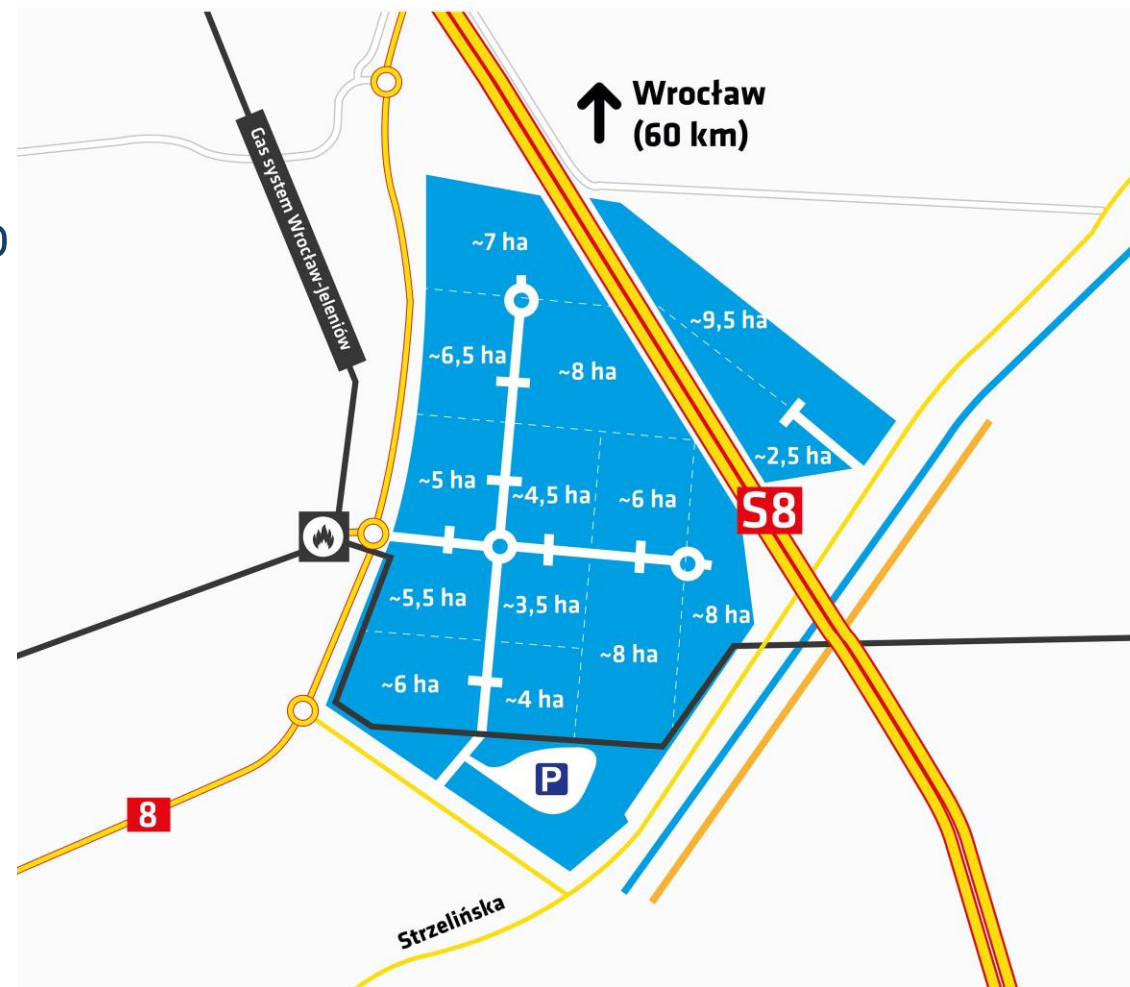 Wrocław
(60 km)
Gas system Wrocław-Jeleniów
~7 ha
~9,5 ha
~6,5 ha
~8 ha
~2,5 ha
~5 ha
~4,5 ha
~6 ha
S8
~5,5 ha
~3,5 ha
~8 ha
~8 ha
~6 ha
~4 ha
P
8
Strzelińska